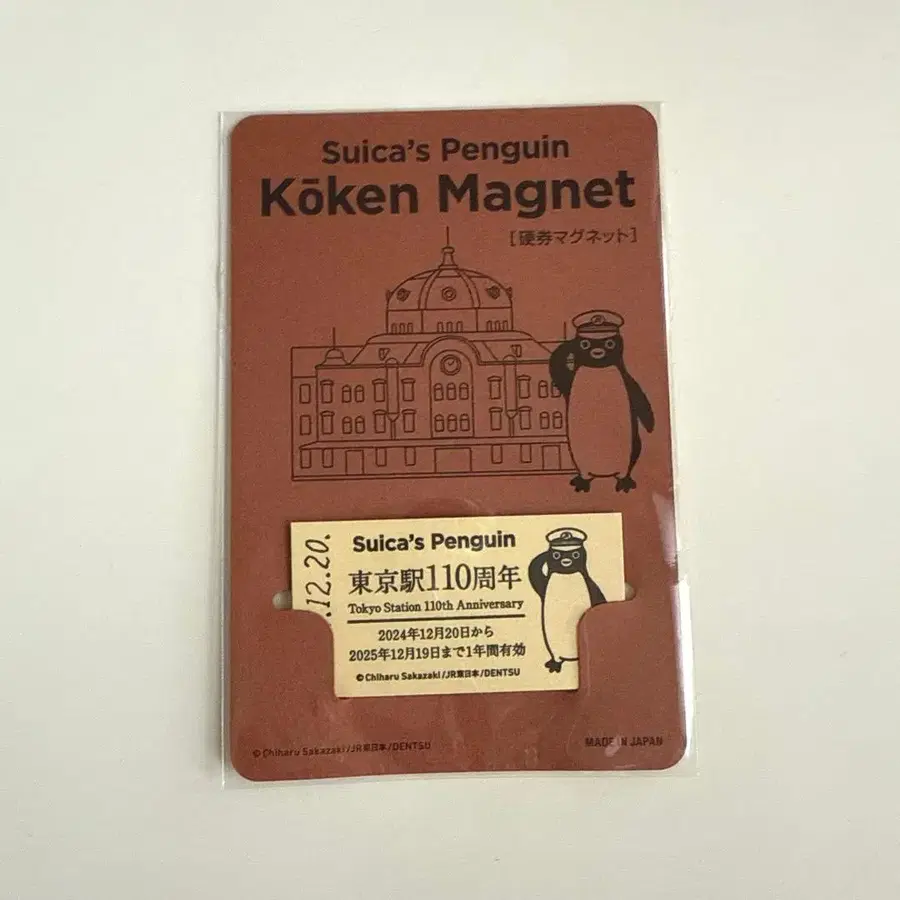 Suica's Penguin
Kōken Magnet
[硬券マグネット]
.12.20.
Suica's Penguin
東京駅110周年
Tokyo Station 110th Anniversary
2024年12月20日から
2025年12月19日まで1年間有効
©Chiharu Sakazaki/JR東日本/DENTSU
©Chiharu Sakazaki/JR東日本/DENTSU
MADE IN JAPAN